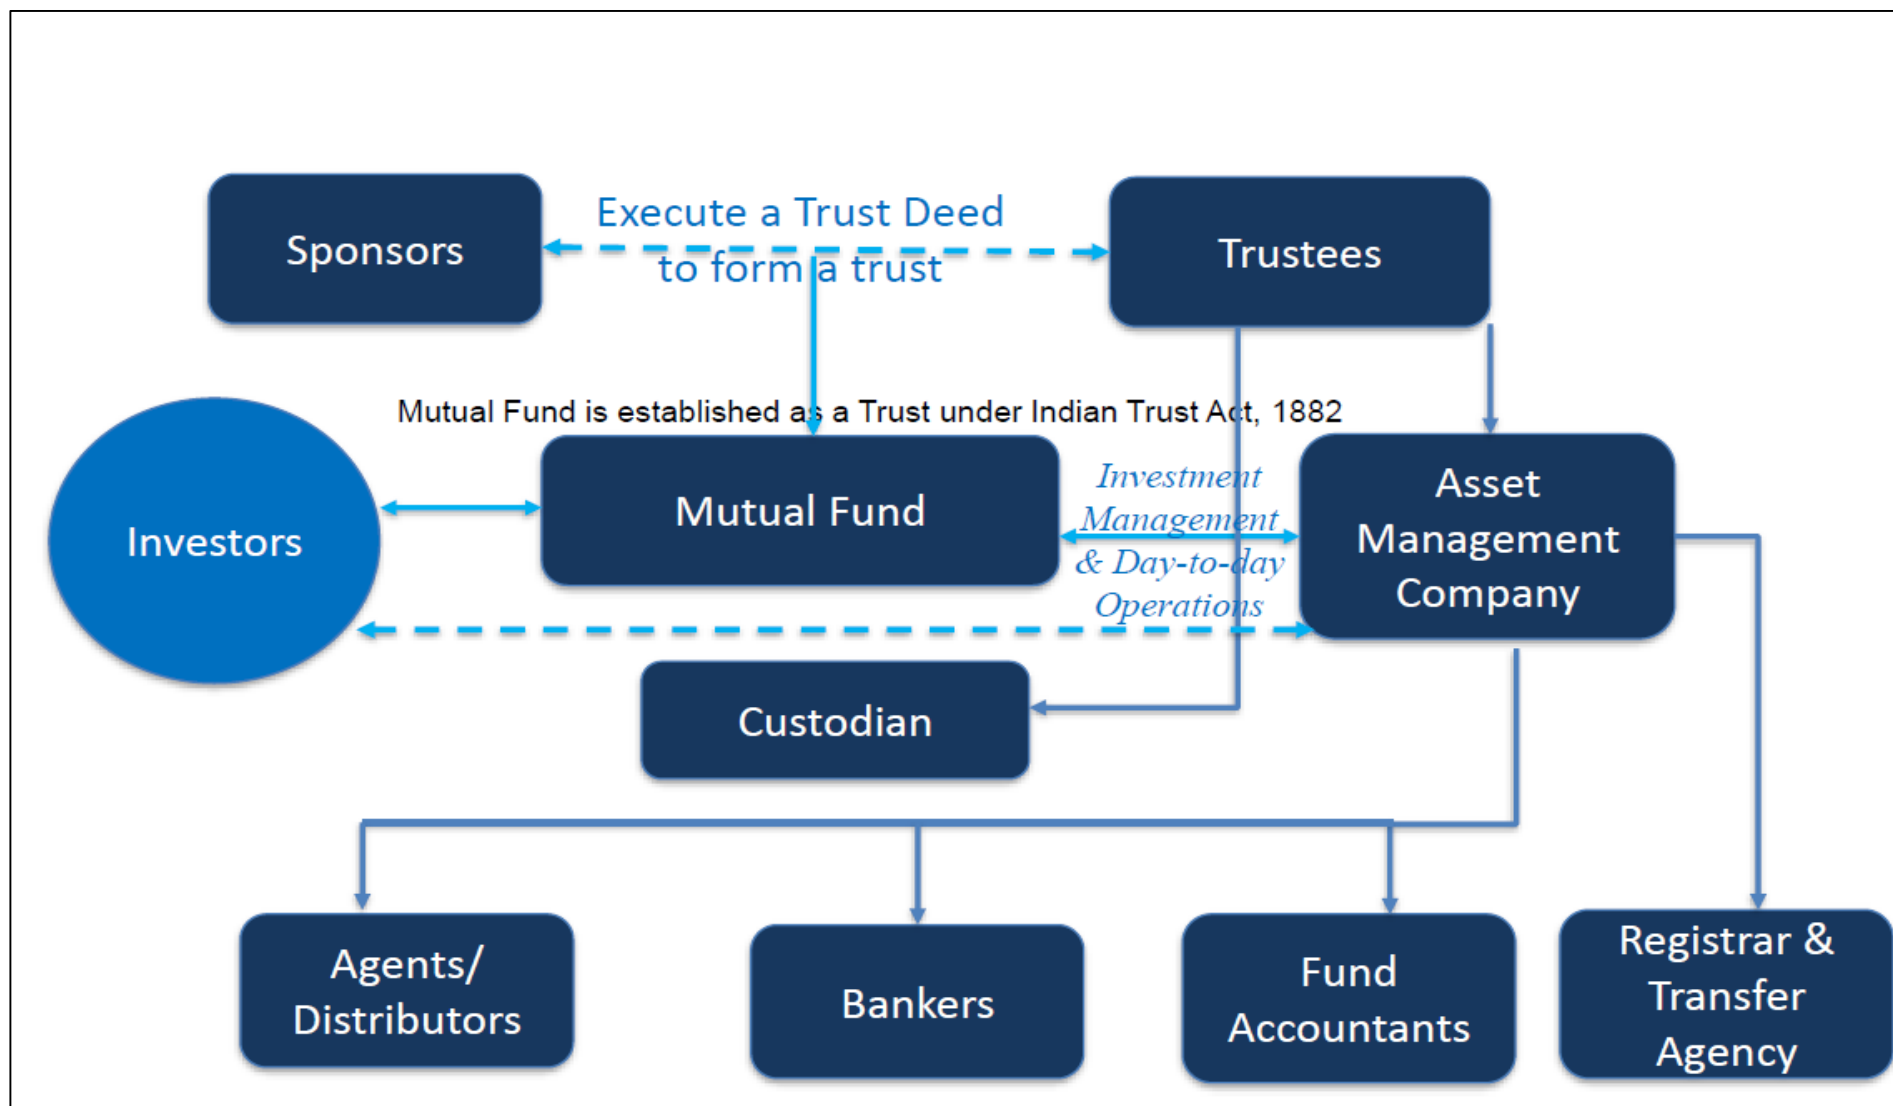 Sponsors
Execute a Trust Deed
to form a trust
Trustees
Mutual Fund is established as a Trust under Indian Trust Act, 1882
Investors
Mutual Fund
Investment
Management
& Day-to-day
Operations
Asset
Management
Company
Custodian
Agents/
Distributors
Bankers
Fund
Accountants
Registrar &
Transfer
Agency